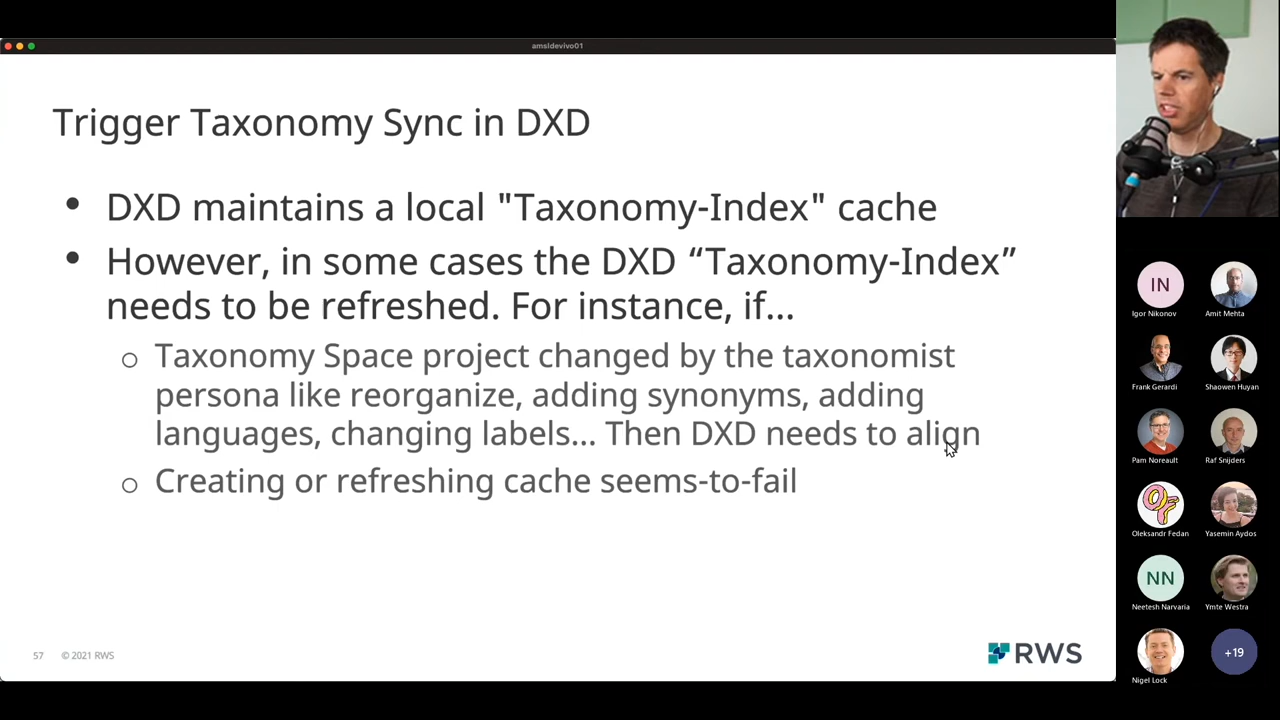 amsldevivo01
Trigger Taxonomy Sync in DXD
• DXD maintains a local "Taxonomy-Index" cache
• However, in some cases the DXD “Taxonomy-Index”
needs to be refreshed. For instance, if...
o Taxonomy Space project changed by the taxonomist
persona like reorganize, adding synonyms, adding
languages, changing labels... Then DXD needs to align
o Creating or refreshing cache seems-to-fail
57 © 2021 RWS
RWS
IN
Igor Nikonov
Amit Mehta
Frank Gerardi
Shaowen Huyan
Pam Noreault
Raf Snijders
OF
Oleksandr Fedan
Yasemin Aydos
NN
Neetesh Narvaria
Ymte Westra
Nigel Lock
+19